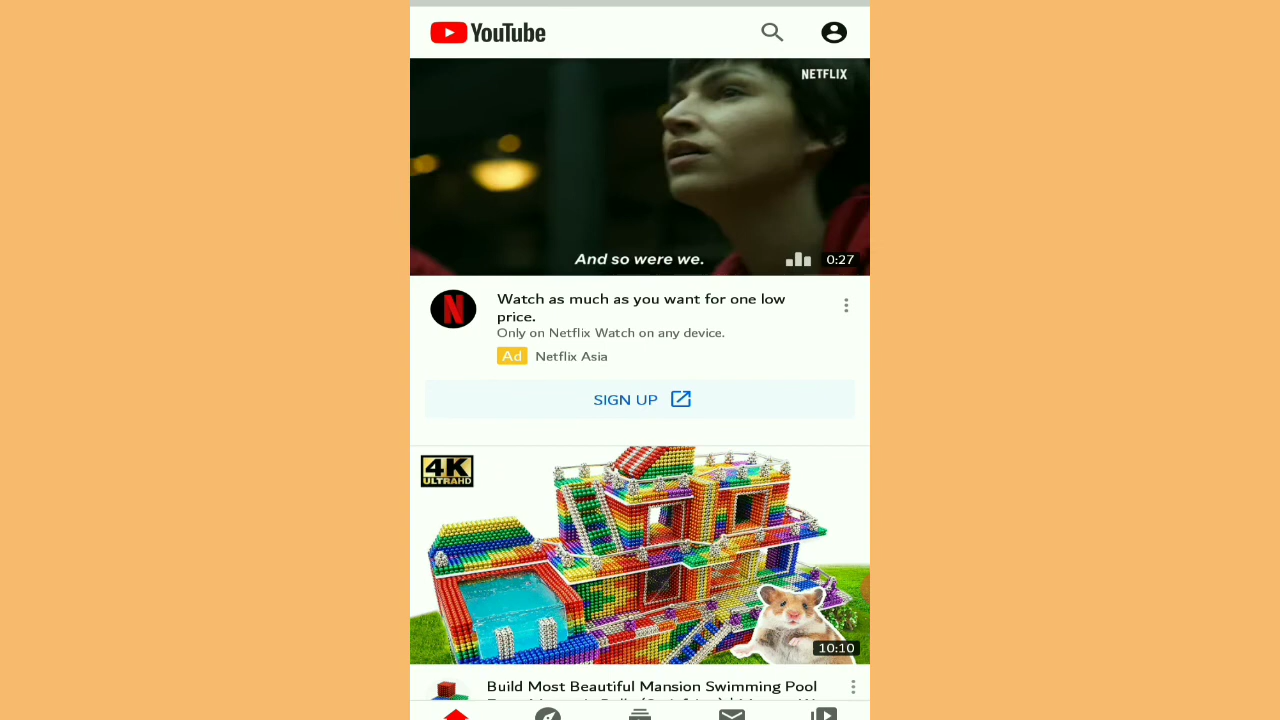 YouTube
NETFLIX
And so were we.
0:27
Watch as much as you want for one low
price.
Only on Netflix Watch on any device.
Ad Netflix Asia
SIGN UP
4K
ULTRA HD
10:10
Build Most Beautiful Mansion Swimming Pool